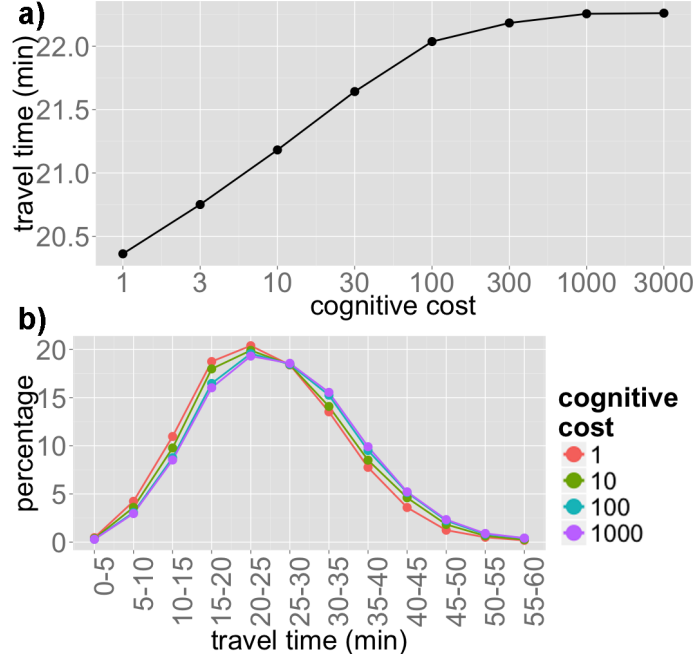 a)
travel time (min)
22.0
21.5
21.0
20.5
1 3 10 30 100 300 1000 3000
cognitive cost
b)
percentage
20
15
10
5
0
0-5 5-10 10-15 15-20 20-25 25-30 30-35 35-40 40-45 45-50 50-55 55-60
travel time (min)
cognitive
cost
1
10
100
1000